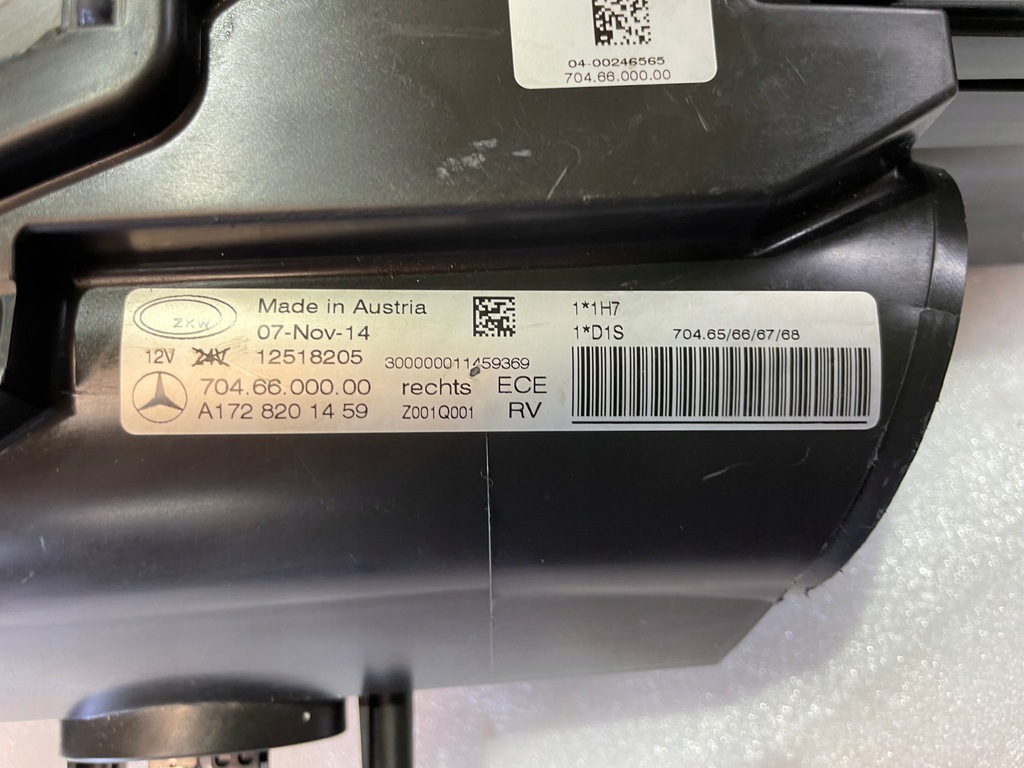 04-00246565
704.66.000.00
ZKW
Made in Austria
07-Nov-14
12V 24V 12518205
300000011459369
704.66.000.00 rechts ECE
A172 820 14 59 Z001Q001 RV
1*1H7
1*D1S 704.65/66/67/68